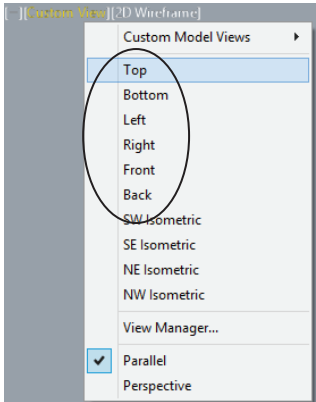 [−][Custom View][2D Wireframe]
Custom Model Views
Top
Bottom
Left
Right
Front
Back
SW Isometric
SE Isometric
NE Isometric
NW Isometric
View Manager...
Parallel
Perspective